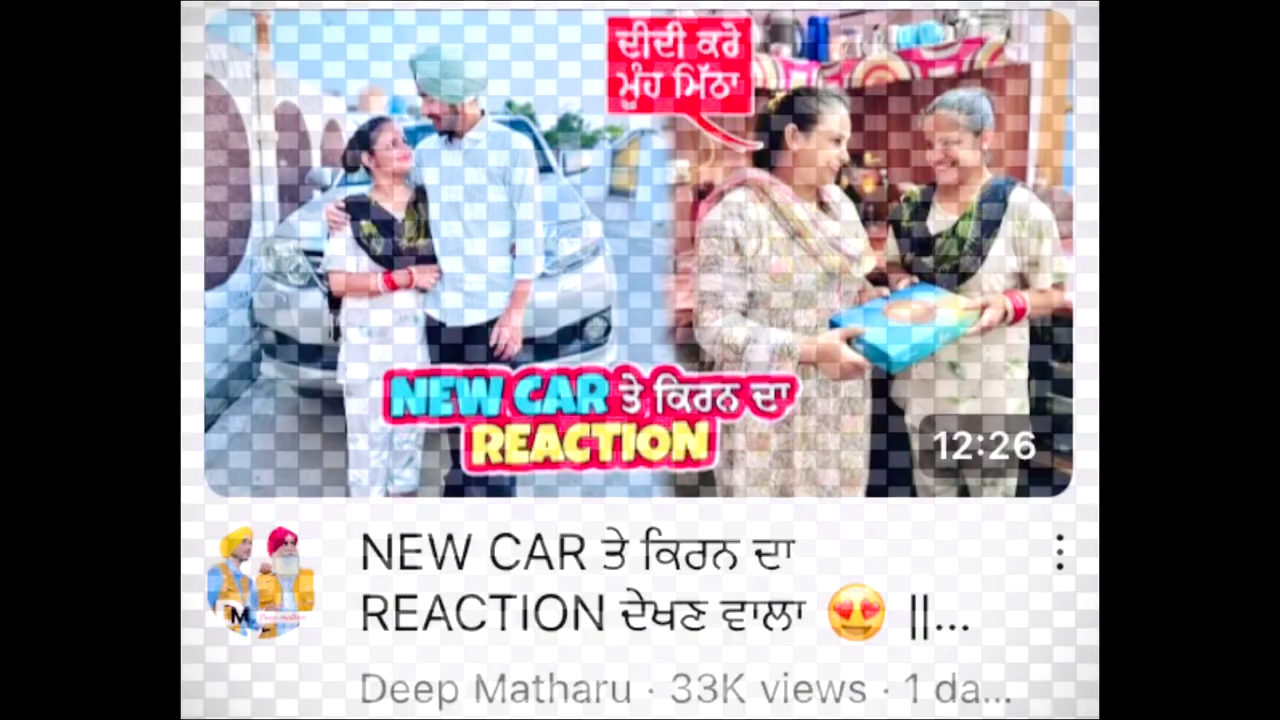 ਦੀਦੀ ਕਰੋ
ਮੂੰਹ ਮਿੱਠਾ
NEW CAR ਤੇ ਕਿਰਨ ਦਾ
REACTION
12:26
NEW CAR ਤੇ ਕਿਰਨ ਦਾ
REACTION ਦੇਖਣ ਵਾਲਾ 😍 ||...
Deep Matharu · 33K views · 1 da...
M